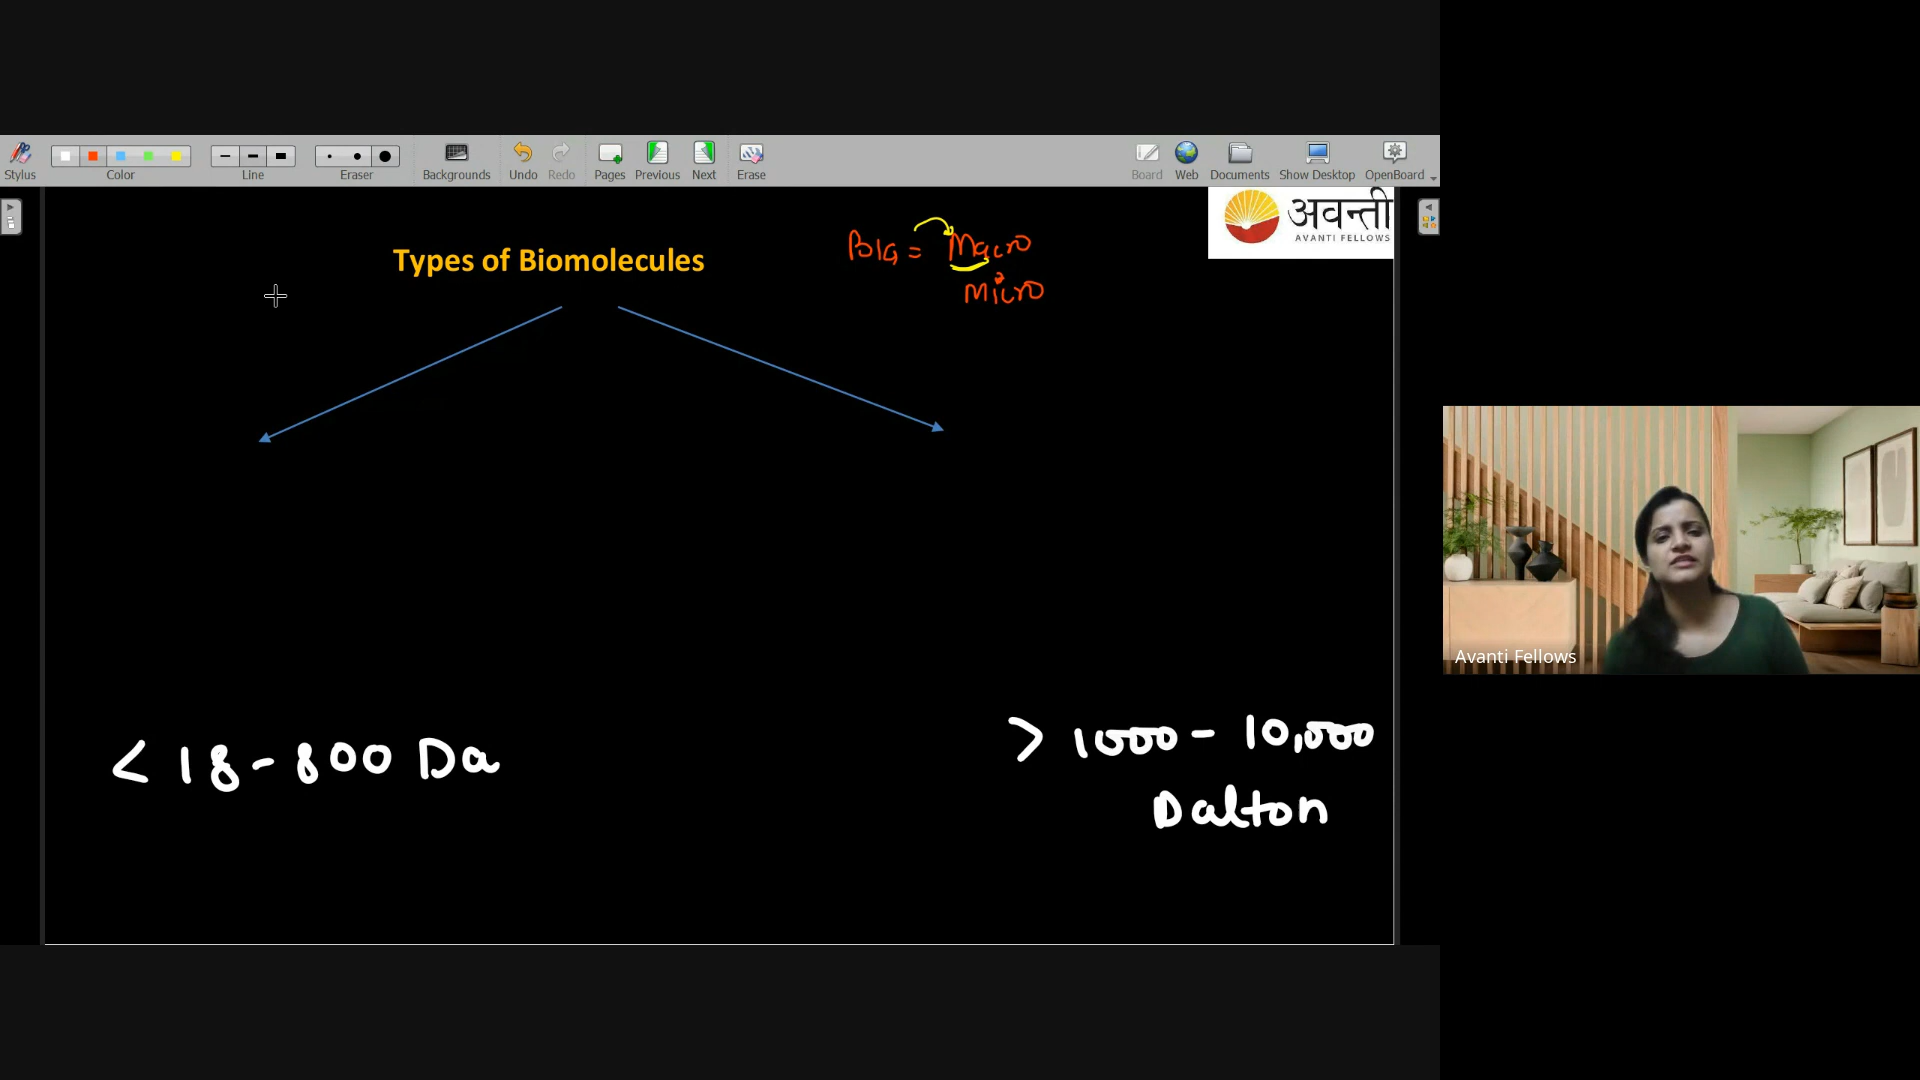 Stylus
Color
Line
Eraser
Backgrounds
Undo
Redo
Pages
Previous
Next
Erase
Board
Web
Documents
Show Desktop
OpenBoard
अवन्ती
AVANTI FELLOWS
Types of Biomolecules
BIG = Macro
Micro
< 18 - 800 Da
> 1000 - 10,000
Dalton
Avanti Fellows